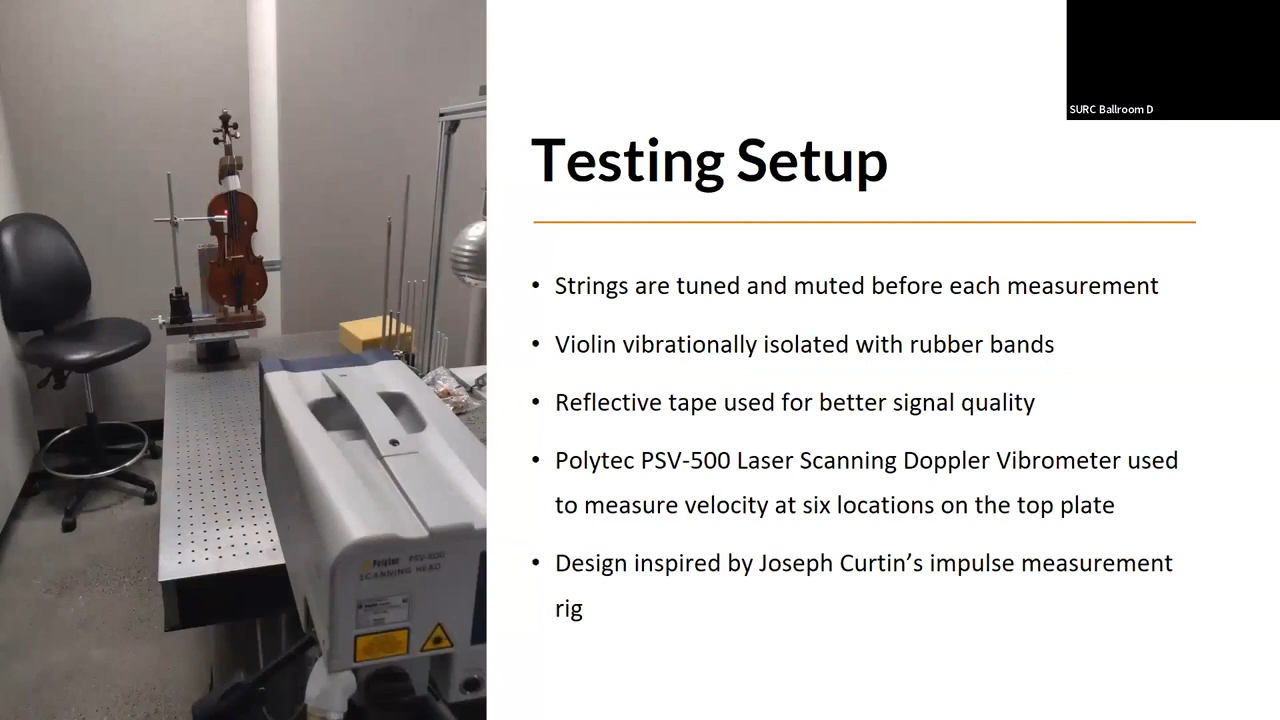 SURC Ballroom D
Testing Setup
• Strings are tuned and muted before each measurement
• Violin vibrationally isolated with rubber bands
• Reflective tape used for better signal quality
• Polytec PSV-500 Laser Scanning Doppler Vibrometer used
to measure velocity at six locations on the top plate
• Design inspired by Joseph Curtin’s impulse measurement
rig
Polytec PSV-500
SCANNING HEAD